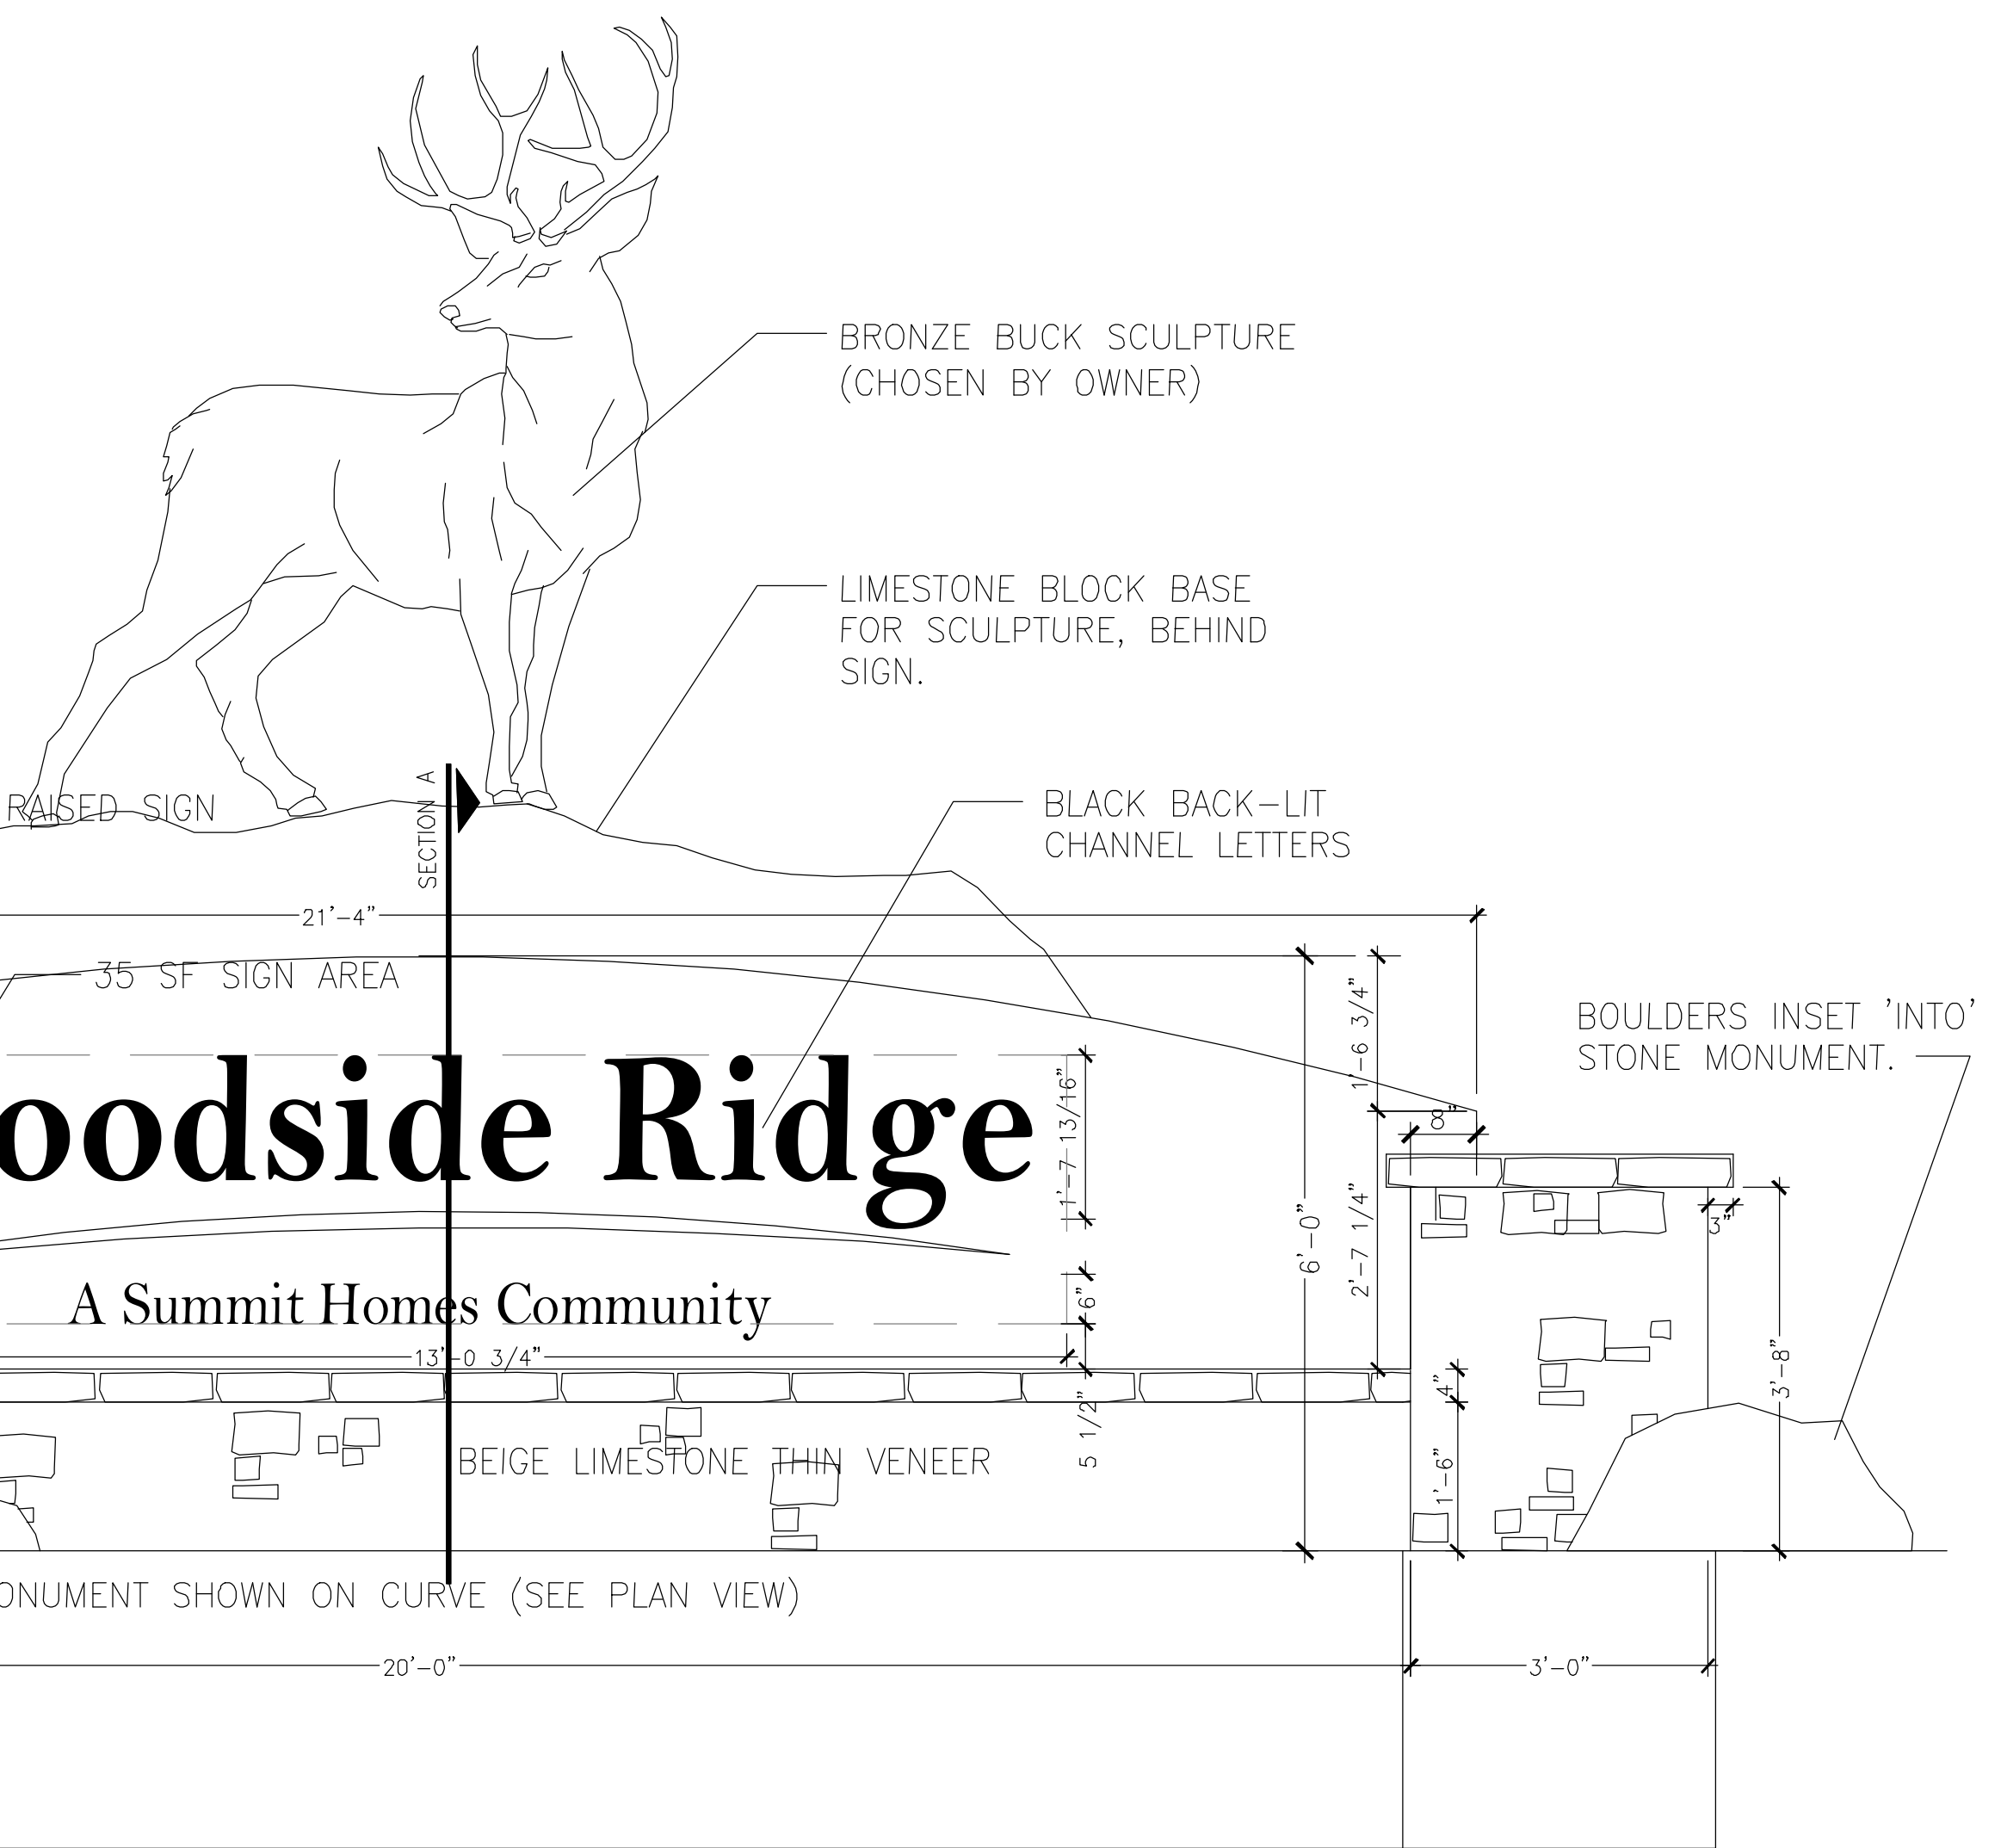 BRONZE BUCK SCULPTURE
(CHOSEN BY OWNER)
LIMESTONE BLOCK BASE
FOR SCULPTURE, BEHIND
SIGN.
RAISED SIGN
SECTION A
BLACK BACK-LIT
CHANNEL LETTERS
21'-4"
35 SF SIGN AREA
BOULDERS INSET 'INTO'
STONE MONUMENT.
1'-6 3/4"
8"
oodside Ridge
1'-7 13/16"
2'-7 1/4"
6'-0"
3"
A Summit Homes Community
6"
13'-0 3/4"
4"
3'-8"
5 1/2"
BEIGE LIMESTONE THIN VENEER
1'-6"
ONUMENT SHOWN ON CURVE (SEE PLAN VIEW)
20'-0"
3'-0"